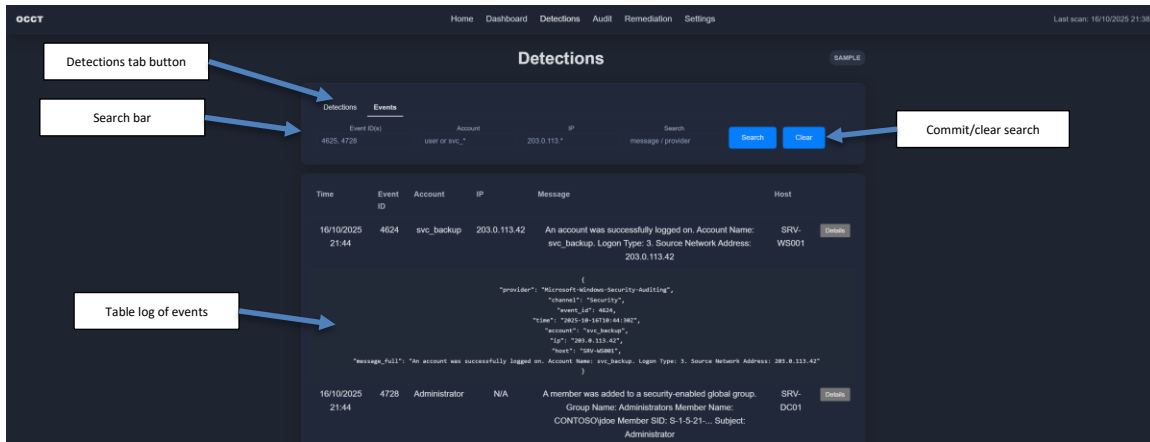 OCCT
Home Dashboard Detections Audit Remediation Settings
Last scan: 16/10/2025 21:38
Detections
SAMPLE
Detections tab button
Search bar
Commit/clear search
Table log of events
Detections Events
Event ID(s) Account IP Search
4625, 4728 user or svc_* 203.0.113.* message / provider
Search Clear
Time Event ID Account IP Message Host
16/10/2025 4624 svc_backup 203.0.113.42 An account was successfully logged on. Account Name: SRV- Details
21:44 svc_backup. Logon Type: 3. Source Network Address: WS001
203.0.113.42
{
"provider": "Microsoft-Windows-Security-Auditing",
"channel": "Security",
"event_id": 4624,
"time": "2025-10-16T10:44:30Z",
"account": "svc_backup",
"ip": "203.0.113.42",
"host": "SRV-WS001",
"message_full": "An account was successfully logged on. Account Name: svc_backup. Logon Type: 3. Source Network Address: 203.0.113.42"
}
16/10/2025 4728 Administrator N/A A member was added to a security-enabled global group. SRV- Details
21:44 Group Name: Administrators Member Name: DC01
CONTOSO\jdoe Member SID: S-1-5-21-... Subject:
Administrator